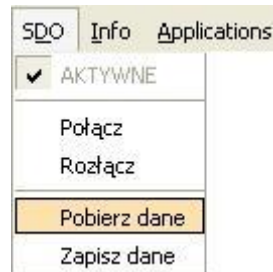 SDO Info Applications
AKTYWNE
Połącz
Rozłącz
Pobierz dane
Zapisz dane